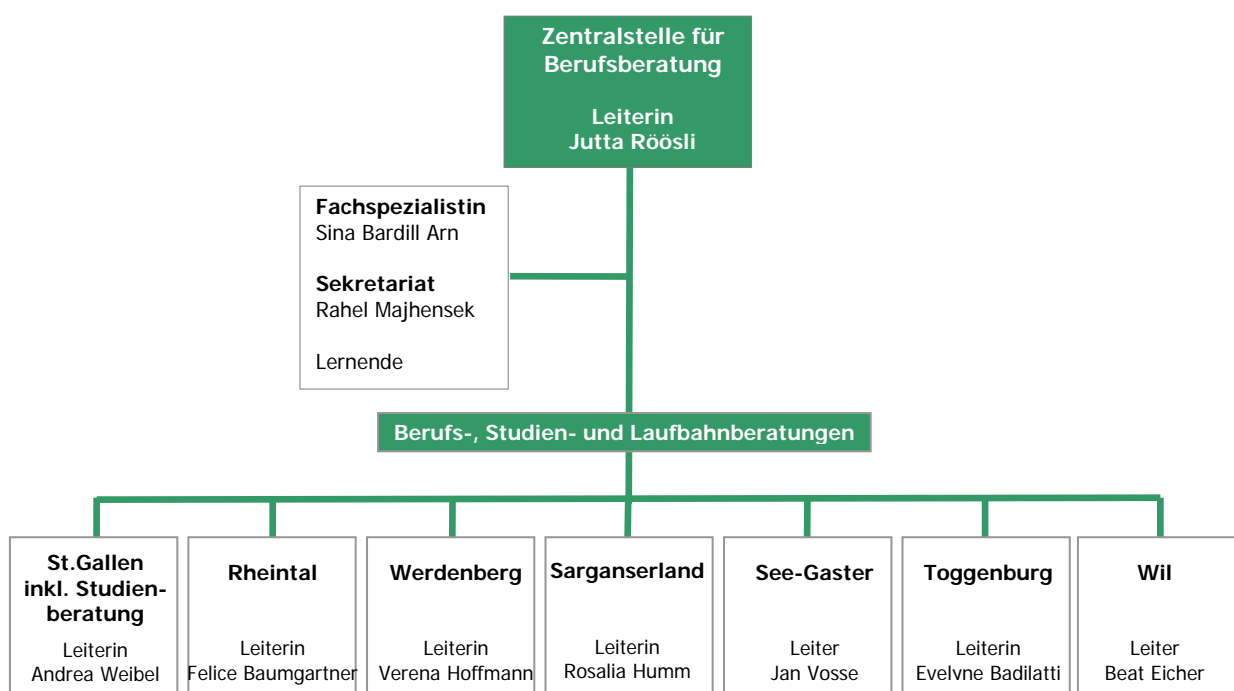 Zentralstelle für
Berufsberatung
Leiterin
Jutta Röösli
Fachspezialistin
Sina Bardill Arn
Sekretariat
Rahel Majhensek
Lernende
Berufs-, Studien- und Laufbahnberatungen
St.Gallen
inkl. Studien-
beratung
Leiterin
Andrea Weibel
Rheintal
Leiterin
Felice Baumgartner
Werdenberg
Leiterin
Verena Hoffmann
Sarganserland
Leiterin
Rosalia Humm
See-Gaster
Leiter
Jan Vosse
Toggenburg
Leiterin
Evelyne Badilatti
Wil
Leiter
Beat Eicher